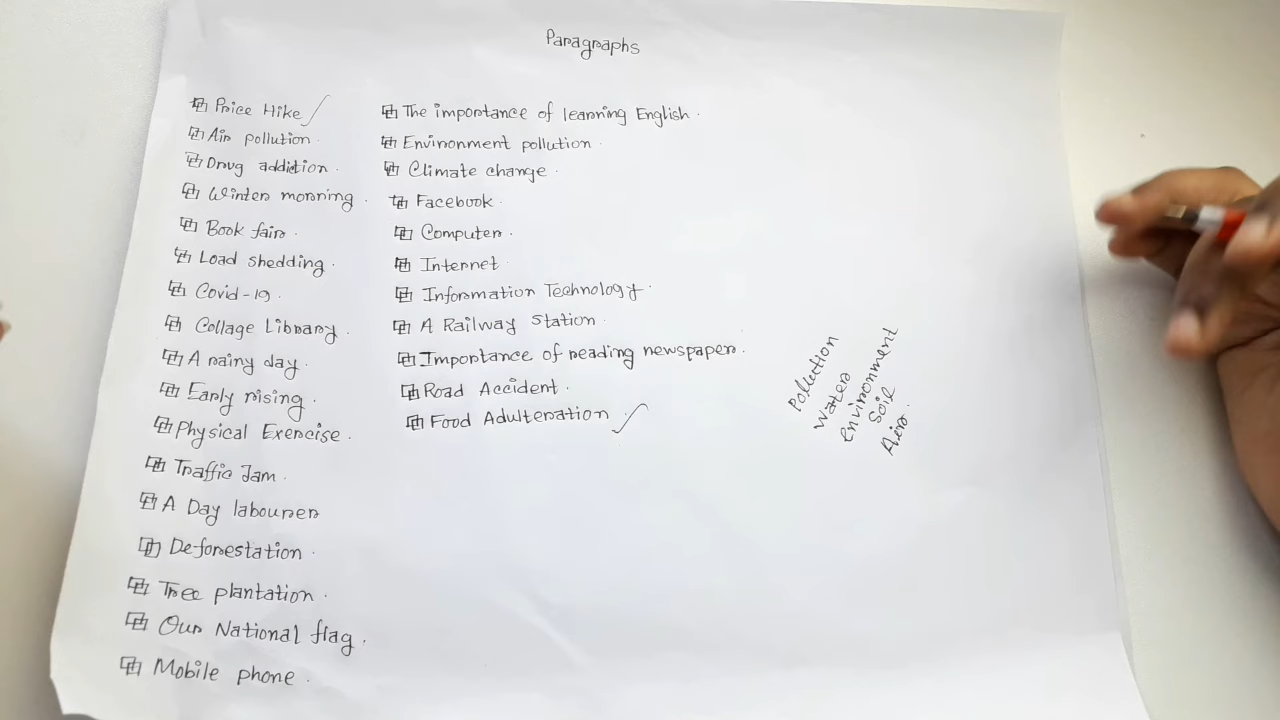 Paragraphs
Price Hike
Air pollution.
Drug addition.
Winter morning.
Book fair.
Load shedding.
Covid-19.
Collage Library.
A rainy day.
Early rising.
Physical Exercise.
Traffic Jam.
A Day labourer
Deforestation.
Tree plantation.
Our National flag.
Mobile phone.
The importance of learning English.
Environment pollution.
Climate change.
Facebook.
Computer.
Internet.
Information Technology.
A Railway Station.
Importance of reading newspaper.
Road Accident.
Food Adulteration.
Pollution
Water
Environment
Soil
Air.